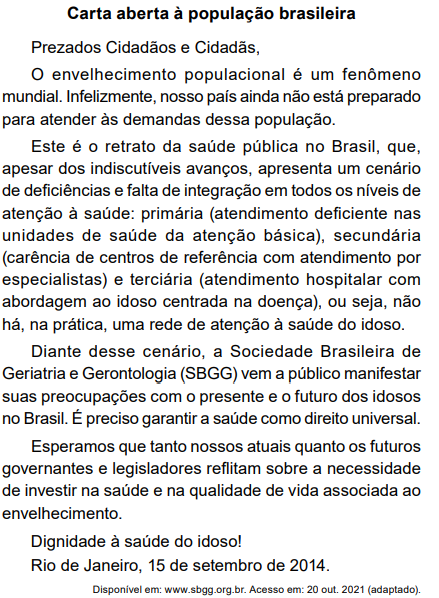 Carta aberta à população brasileira
Prezados Cidadãos e Cidadãs,
O envelhecimento populacional é um fenômeno
mundial. Infelizmente, nosso país ainda não está preparado
para atender às demandas dessa população.
Este é o retrato da saúde pública no Brasil, que,
apesar dos indiscutíveis avanços, apresenta um cenário
de deficiências e falta de integração em todos os níveis de
atenção à saúde: primária (atendimento deficiente nas
unidades de saúde da atenção básica), secundária
(carência de centros de referência com atendimento por
especialistas) e terciária (atendimento hospitalar com
abordagem ao idoso centrada na doença), ou seja, não
há, na prática, uma rede de atenção à saúde do idoso.
Diante desse cenário, a Sociedade Brasileira de
Geriatria e Gerontologia (SBGG) vem a público manifestar
suas preocupações com o presente e o futuro dos idosos
no Brasil. É preciso garantir a saúde como direito universal.
Esperamos que tanto nossos atuais quanto os futuros
governantes e legisladores reflitam sobre a necessidade
de investir na saúde e na qualidade de vida associada ao
envelhecimento.
Dignidade à saúde do idoso!
Rio de Janeiro, 15 de setembro de 2014.
Disponível em: www.sbgg.org.br. Acesso em: 20 out. 2021 (adaptado).